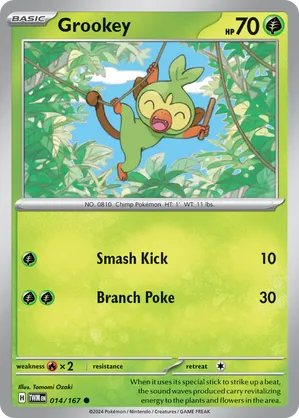 BASIC
Grookey
HP 70
NO. 0810 Chimp Pokémon HT: 1' WT: 11 lbs.
Smash Kick 10
Branch Poke 30
weakness × 2 resistance retreat
Illus. Tomomi Ozaki
When it uses its special stick to strike up a beat,
the sound waves produced carry revitalizing
energy to the plants and flowers in the area.
H TWM EN 014/167
©2024 Pokémon / Nintendo / Creatures / GAME FREAK